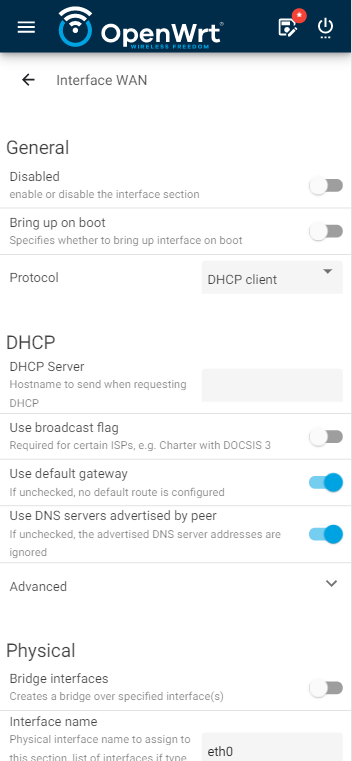 OpenWrt
WIRELESS FREEDOM
Interface WAN
General
Disabled
enable or disable the interface section
Bring up on boot
Specifies whether to bring up interface on boot
Protocol
DHCP client
DHCP
DHCP Server
Hostname to send when requesting
DHCP
Use broadcast flag
Required for certain ISPs, e.g. Charter with DOCSIS 3
Use default gateway
If unchecked, no default route is configured
Use DNS servers advertised by peer
If unchecked, the advertised DNS server addresses are
ignored
Advanced
Physical
Bridge interfaces
Creates a bridge over specified interface(s)
Interface name
Physical interface name to assign to
this section, list of interfaces if type
eth0